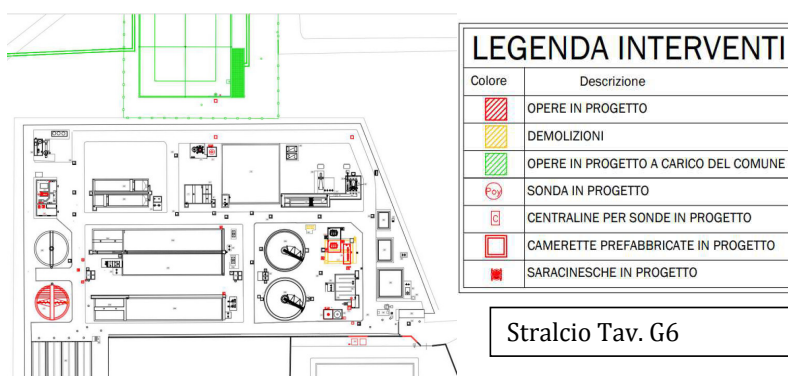 LEGENDA INTERVENTI
Colore Descrizione
OPERE IN PROGETTO
DEMOLIZIONI
OPERE IN PROGETTO A CARICO DEL COMUNE
Poy SONDA IN PROGETTO
C CENTRALINE PER SONDE IN PROGETTO
CAMERETTE PREFABBRICATE IN PROGETTO
SARACINESCHE IN PROGETTO
Stralcio Tav. G6